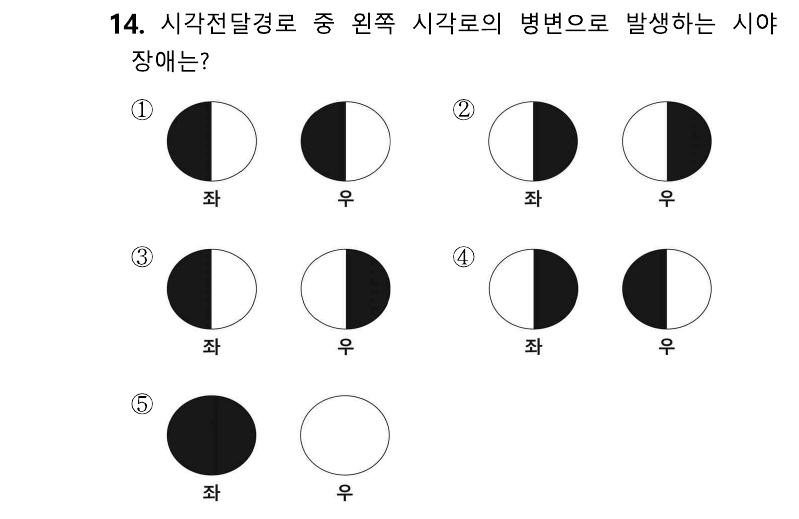 14. 시각전달경로 중 왼쪽 시각로의 병변으로 발생하는 시야
장애는?
① ②
좌 우 좌 우
③ ④
좌 우 좌 우
⑤
좌 우